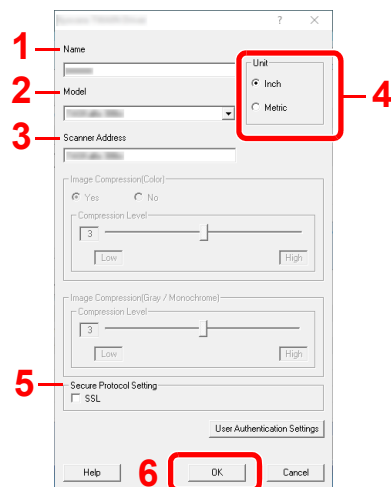 ? ×
1
Name
Unit
Inch
2
Model
Metric
4
3
Scanner Address
Image Compression(Color)
Yes No
Compression Level
3
Low High
Image Compression(Gray / Monochrome)
Compression Level
3
Low High
5
Secure Protocol Setting
SSL
User Authentication Settings
Help 6 OK Cancel